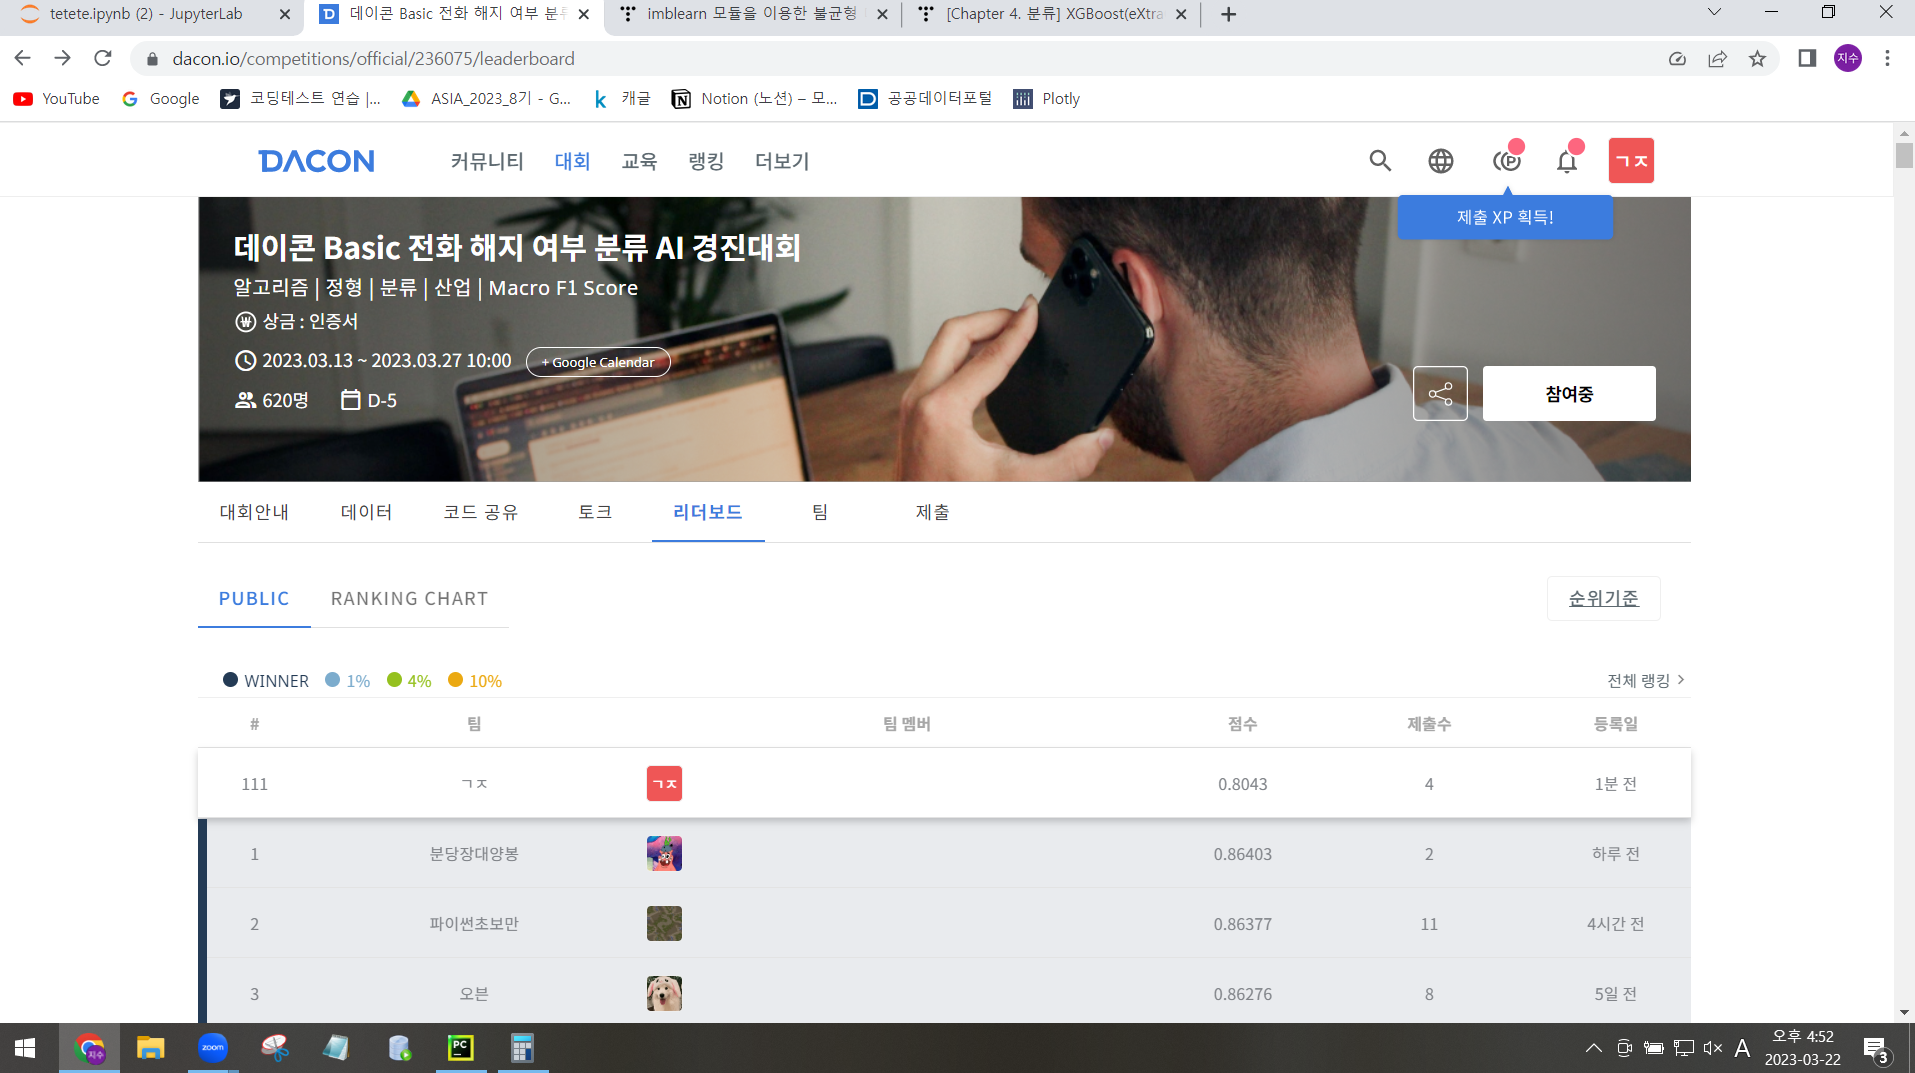 tetete.ipynb (2) - JupyterLab
데이콘 Basic 전화 해지 여부 분
imblearn 모듈을 이용한 불균형
[Chapter 4. 분류] XGBoost(eXtra
dacon.io/competitions/official/236075/leaderboard
지수
YouTube
Google
코딩테스트 연습 |...
ASIA_2023_8기 - G...
캐글
Notion (노션) – 모...
공공데이터포털
Plotly
DACON
커뮤니티
대회
교육
랭킹
더보기
ㄱㅈ
제출 XP 획득!
데이콘 Basic 전화 해지 여부 분류 AI 경진대회
알고리즘 | 정형 | 분류 | 산업 | Macro F1 Score
상금 : 인증서
2023.03.13 ~ 2023.03.27 10:00
+ Google Calendar
620명
D-5
참여중
대회안내
데이터
코드 공유
토크
리더보드
팀
제출
PUBLIC
RANKING CHART
순위기준
WINNER
1%
4%
10%
전체 랭킹
# 팀 팀 멤버 점수 제출수 등록일
111 ㄱㅈ ㄱㅈ 0.8043 4 1분 전
1 분당장대양봉 0.86403 2 하루 전
2 파이썬초보만 0.86377 11 4시간 전
3 오븐 0.86276 8 5일 전
지수
zoom
PC
A
오후 4:52
2023-03-22
3